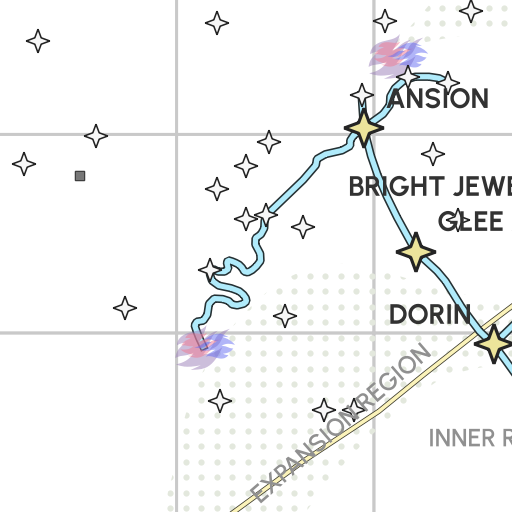 ANSION
BRIGHT JEWE
GLEE
DORIN
EXPANSION REGION
INNER R